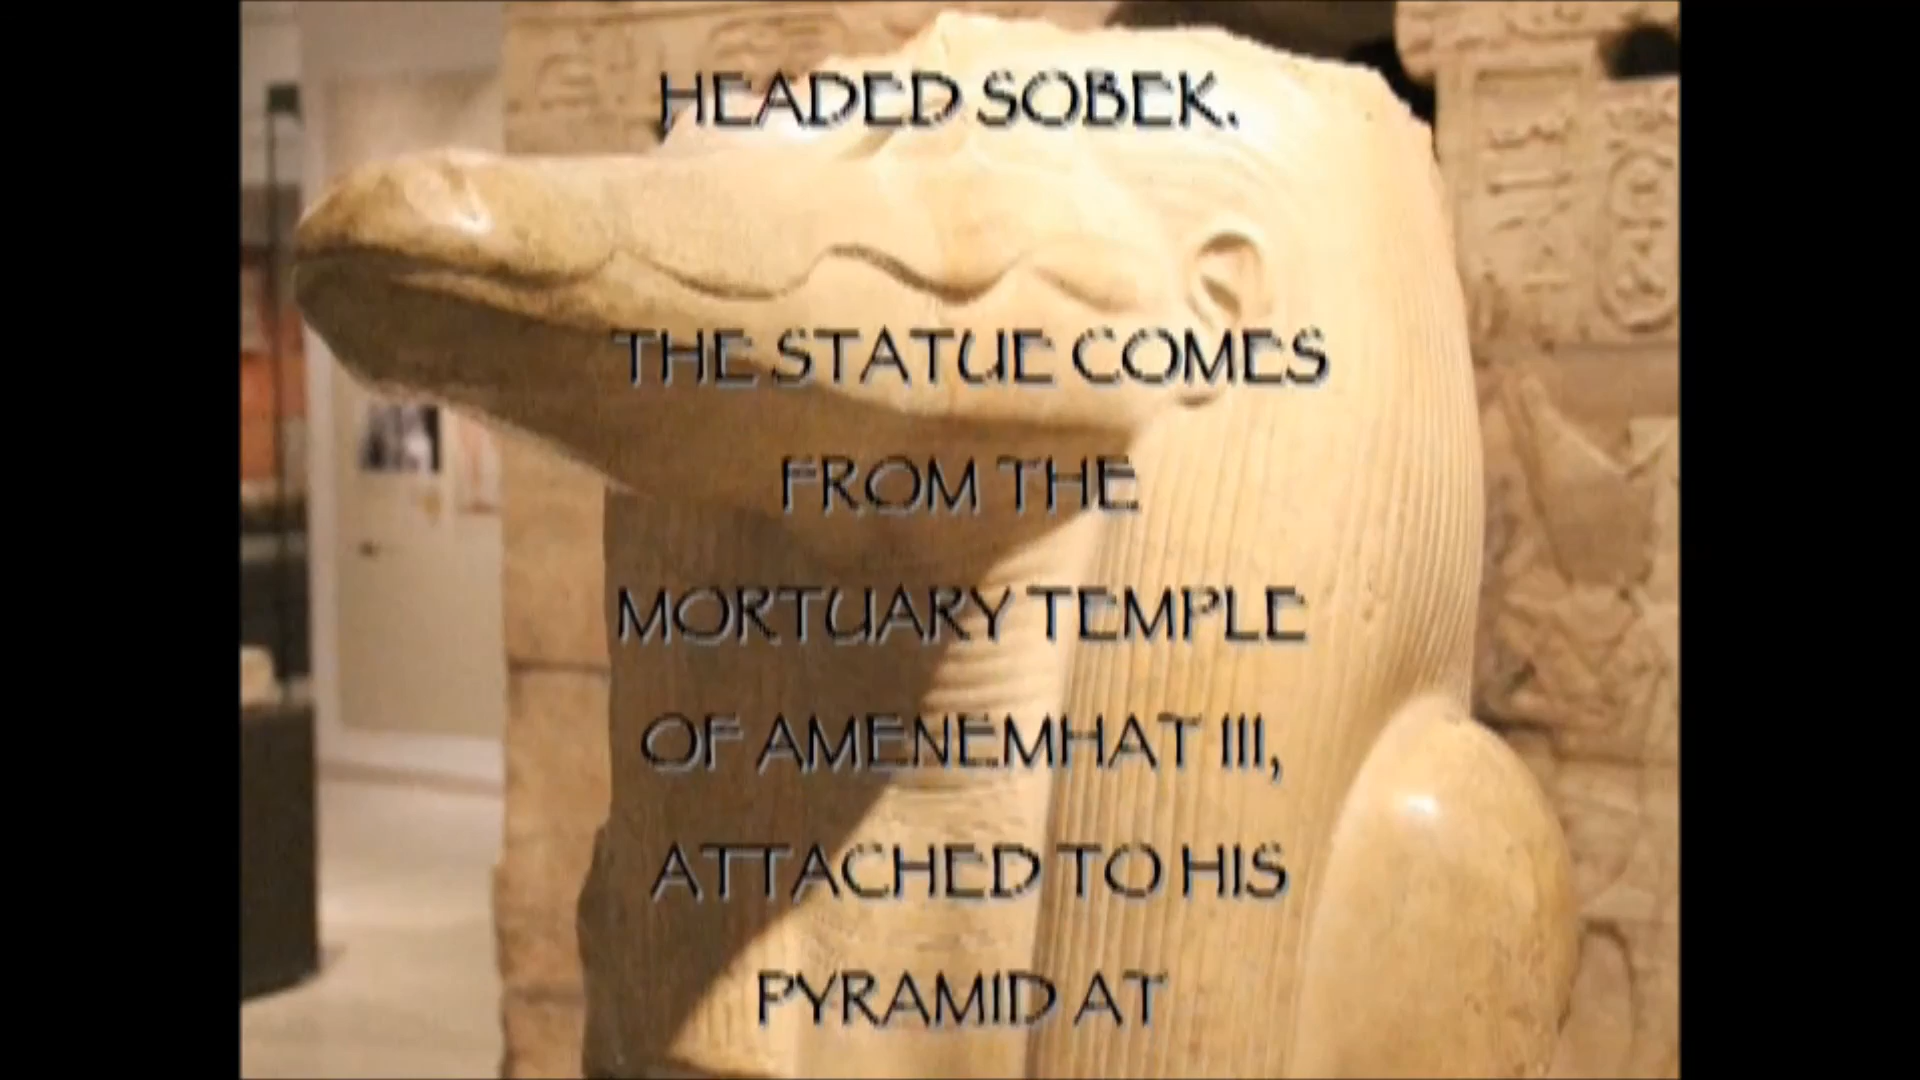 HEADED SOBEK.
THE STATUE COMES
FROM THE
MORTUARY TEMPLE
OF AMENEMHAT III,
ATTACHED TO HIS
PYRAMID AT